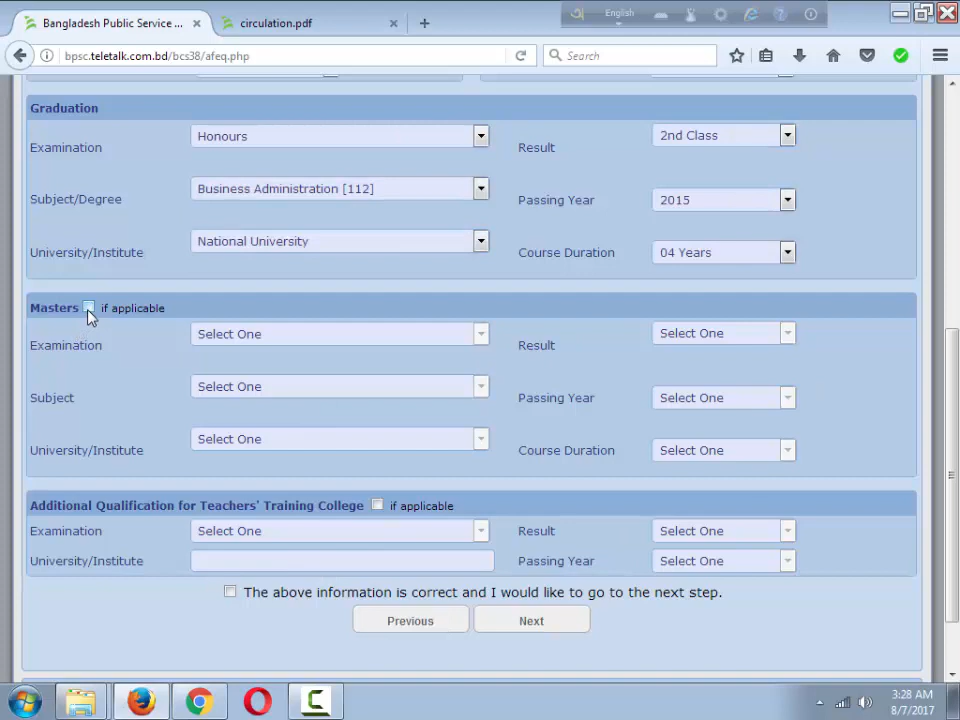 Bangladesh Public Service ...
circulation.pdf
English
bpsc.teletalk.com.bd/bcs38/afeq.php
Search
Graduation
Examination Honours Result 2nd Class
Subject/Degree Business Administration [112] Passing Year 2015
University/Institute National University Course Duration 04 Years
Masters if applicable
Examination Select One Result Select One
Subject Select One Passing Year Select One
University/Institute Select One Course Duration Select One
Additional Qualification for Teachers' Training College if applicable
Examination Select One Result Select One
University/Institute Passing Year Select One
The above information is correct and I would like to go to the next step.
Previous Next
3:28 AM
8/7/2017